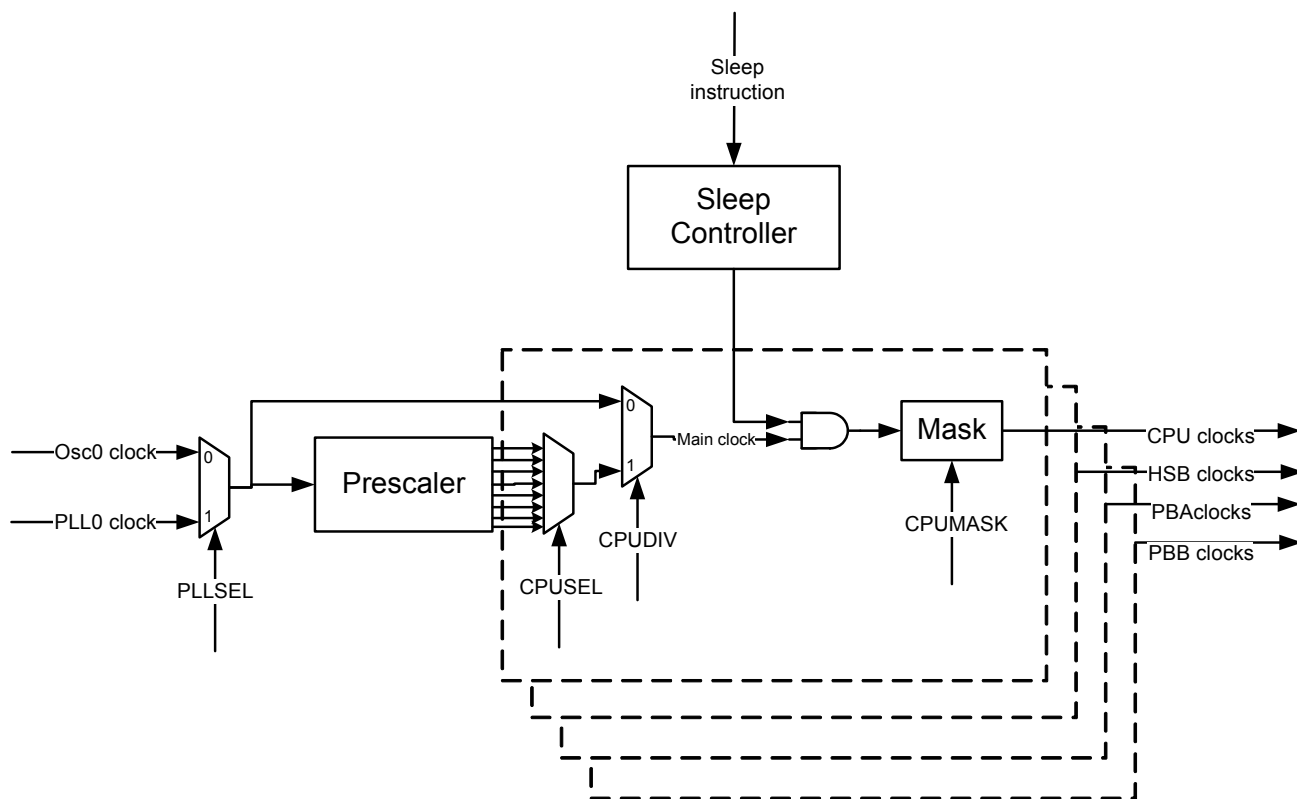 Sleep
instruction
Sleep
Controller
0
1
Osc0 clock
PLL0 clock
PLLSEL
Prescaler
CPUSEL
0
1
CPUDIV
Main clock
Mask
CPUMASK
CPU clocks
HSB clocks
PBAclocks
PBB clocks